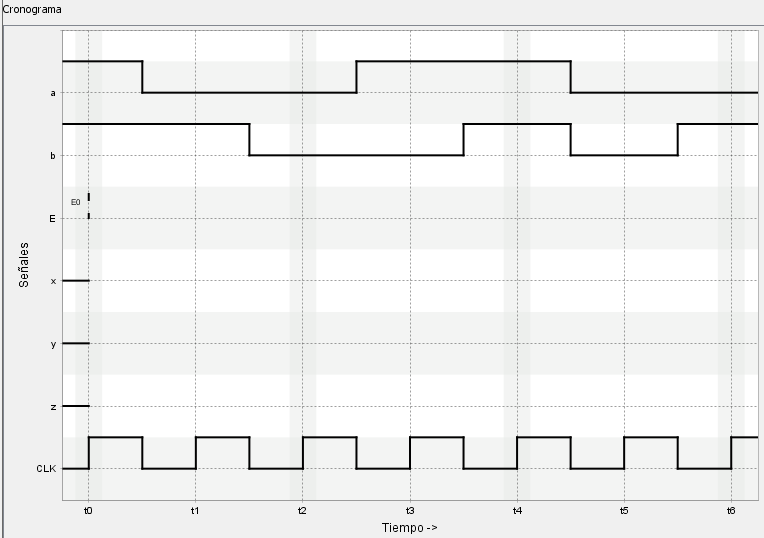 Cronograma
a
b
E0
E
Señales
x
y
z
CLK
t0 t1 t2 t3 t4 t5 t6
Tiempo ->